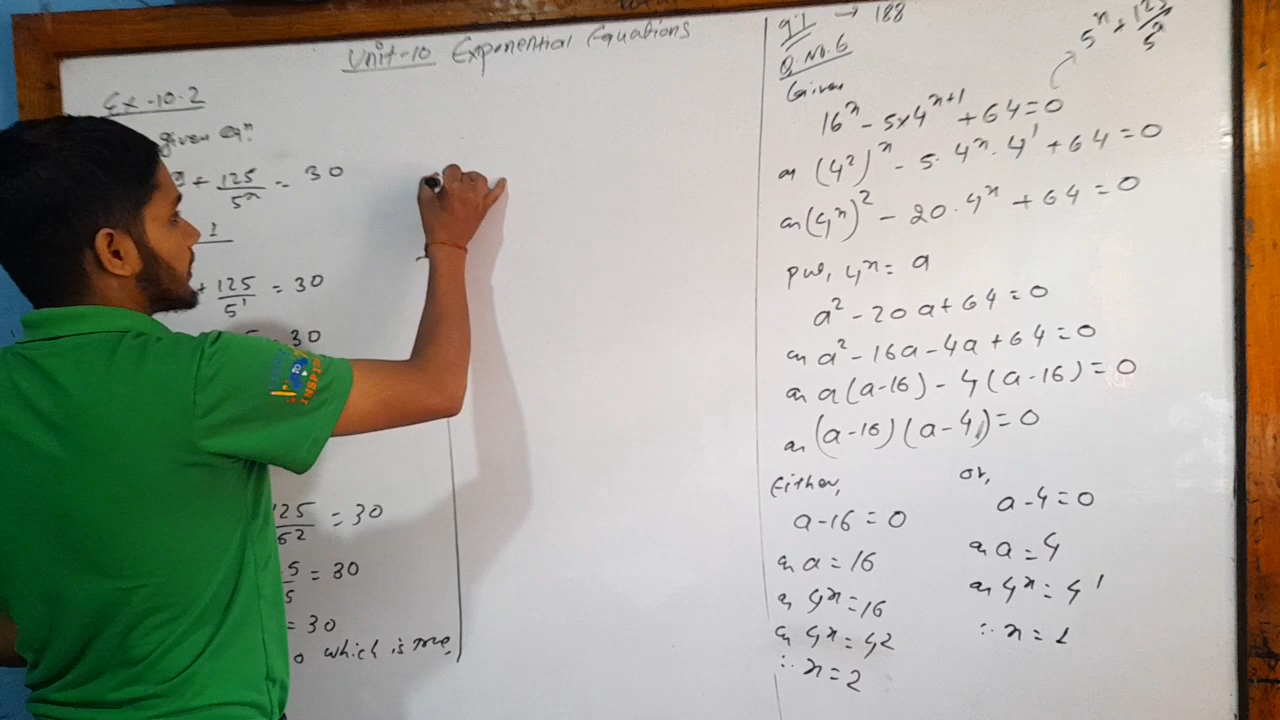 Unit-10 Exponential Equations
Ex-10.2
given eqn.
+ 125/5ˣ = 30
1
+ 125/5¹ = 30
30
125/5² = 30
= 30
= 30
0 which is true,
→ 188
Q.No.6
Given
16ˣ - 5×4ˣ⁺¹ + 64 = 0
or (4²)ˣ - 5·4ˣ·4¹ + 64 = 0
or (4ˣ)² - 20·4ˣ + 64 = 0
put, 4ˣ = a
a² - 20a + 64 = 0
or a² - 16a - 4a + 64 = 0
or a(a-16) - 4(a-16) = 0
or (a-16)(a-4) = 0
Either,
a-16 = 0
or a = 16
or 4ˣ = 16
or 4ˣ = 4²
∴ x = 2
or,
a-4 = 0
or a = 4
or 4ˣ = 4¹
∴ x = 1
INSPIR